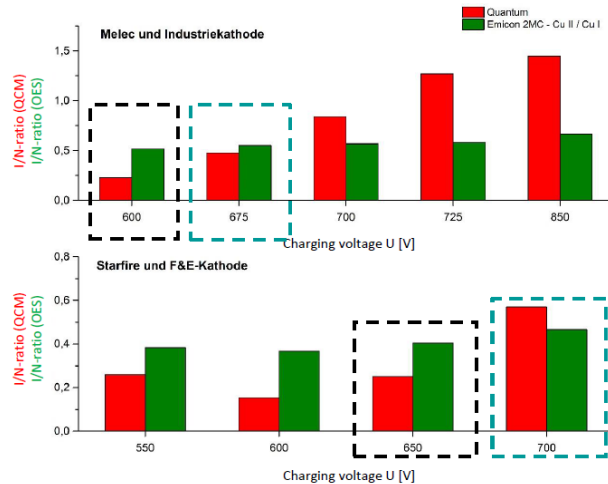 Melec und Industriekathode
Quantum
Emicon 2MC - Cu II / Cu I
I/N-ratio (QCM)
I/N-ratio (OES)
1,5
1,0
0,5
0,0
600 675 700 725 850
Charging voltage U [V]
Starfire und F&E-Kathode
I/N-ratio (QCM)
I/N-ratio (OES)
0,8
0,6
0,4
0,2
0,0
550 600 650 700
Charging voltage U [V]